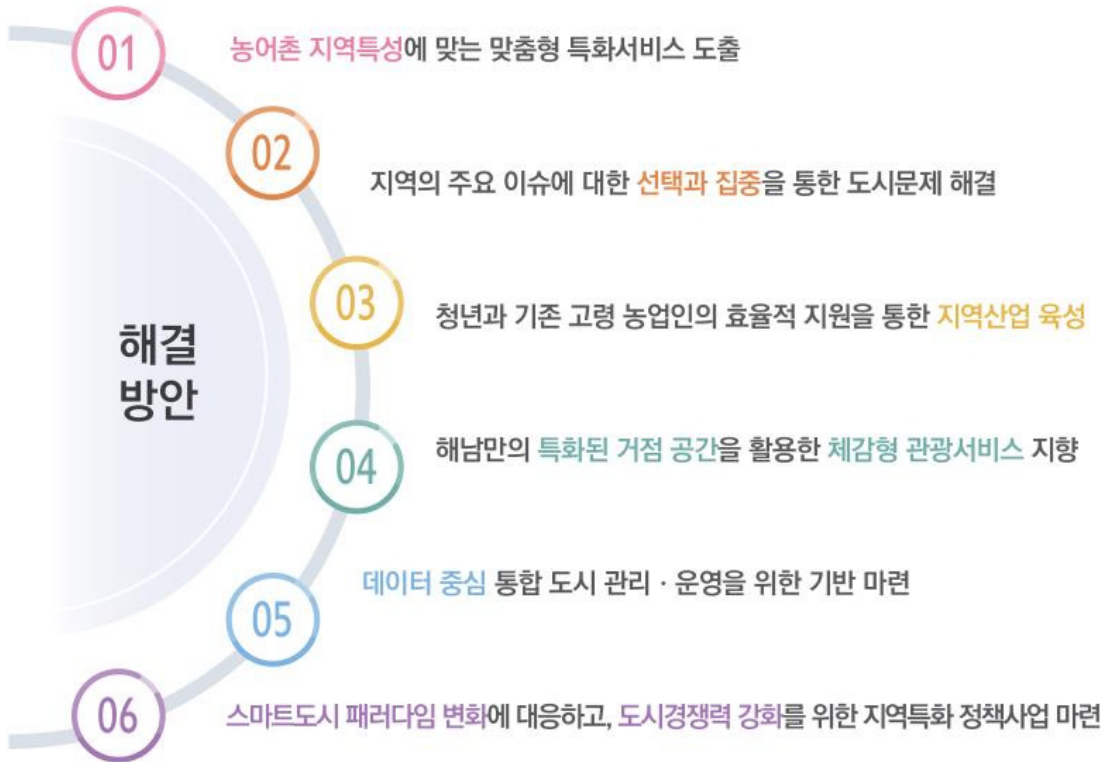 01
농어촌 지역특성에 맞는 맞춤형 특화서비스 도출
02
지역의 주요 이슈에 대한 선택과 집중을 통한 도시문제 해결
03
청년과 기존 고령 농업인의 효율적 지원을 통한 지역산업 육성
해결
방안
04
해남만의 특화된 거점 공간을 활용한 체감형 관광서비스 지향
05
데이터 중심 통합 도시 관리 · 운영을 위한 기반 마련
06
스마트도시 패러다임 변화에 대응하고, 도시경쟁력 강화를 위한 지역특화 정책사업 마련